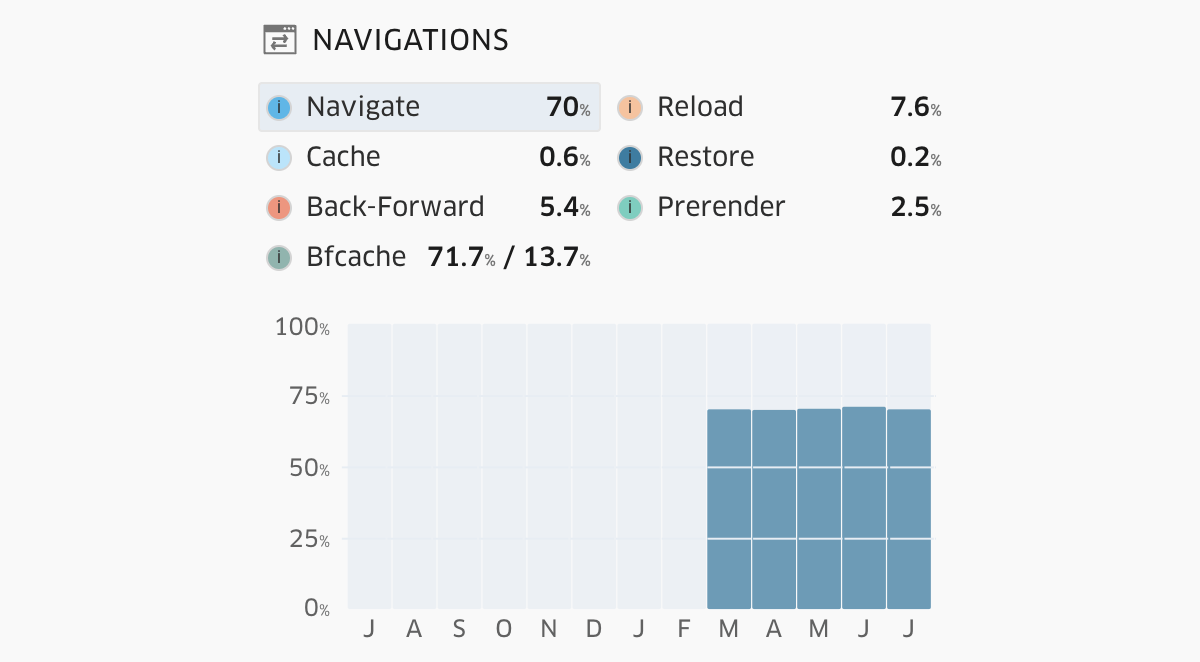 NAVIGATIONS
i Navigate 70% i Reload 7.6%
i Cache 0.6% i Restore 0.2%
i Back-Forward 5.4% i Prerender 2.5%
i Bfcache 71.7% / 13.7%
100%
75%
50%
25%
0%
J A S O N D J F M A M J J